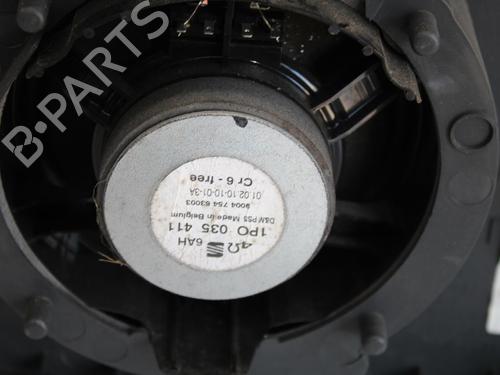 B-PARTS
4Ω
6AH
1PO 035 411
D&M PSS Made in Belgium
9004 754 63003
01.02.10-10-01-3A
Cr 6 - free